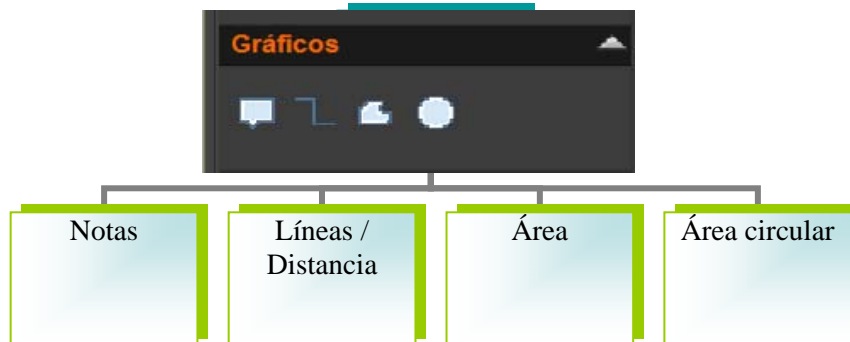 Gráficos
Notas
Líneas /
Distancia
Área
Área circular